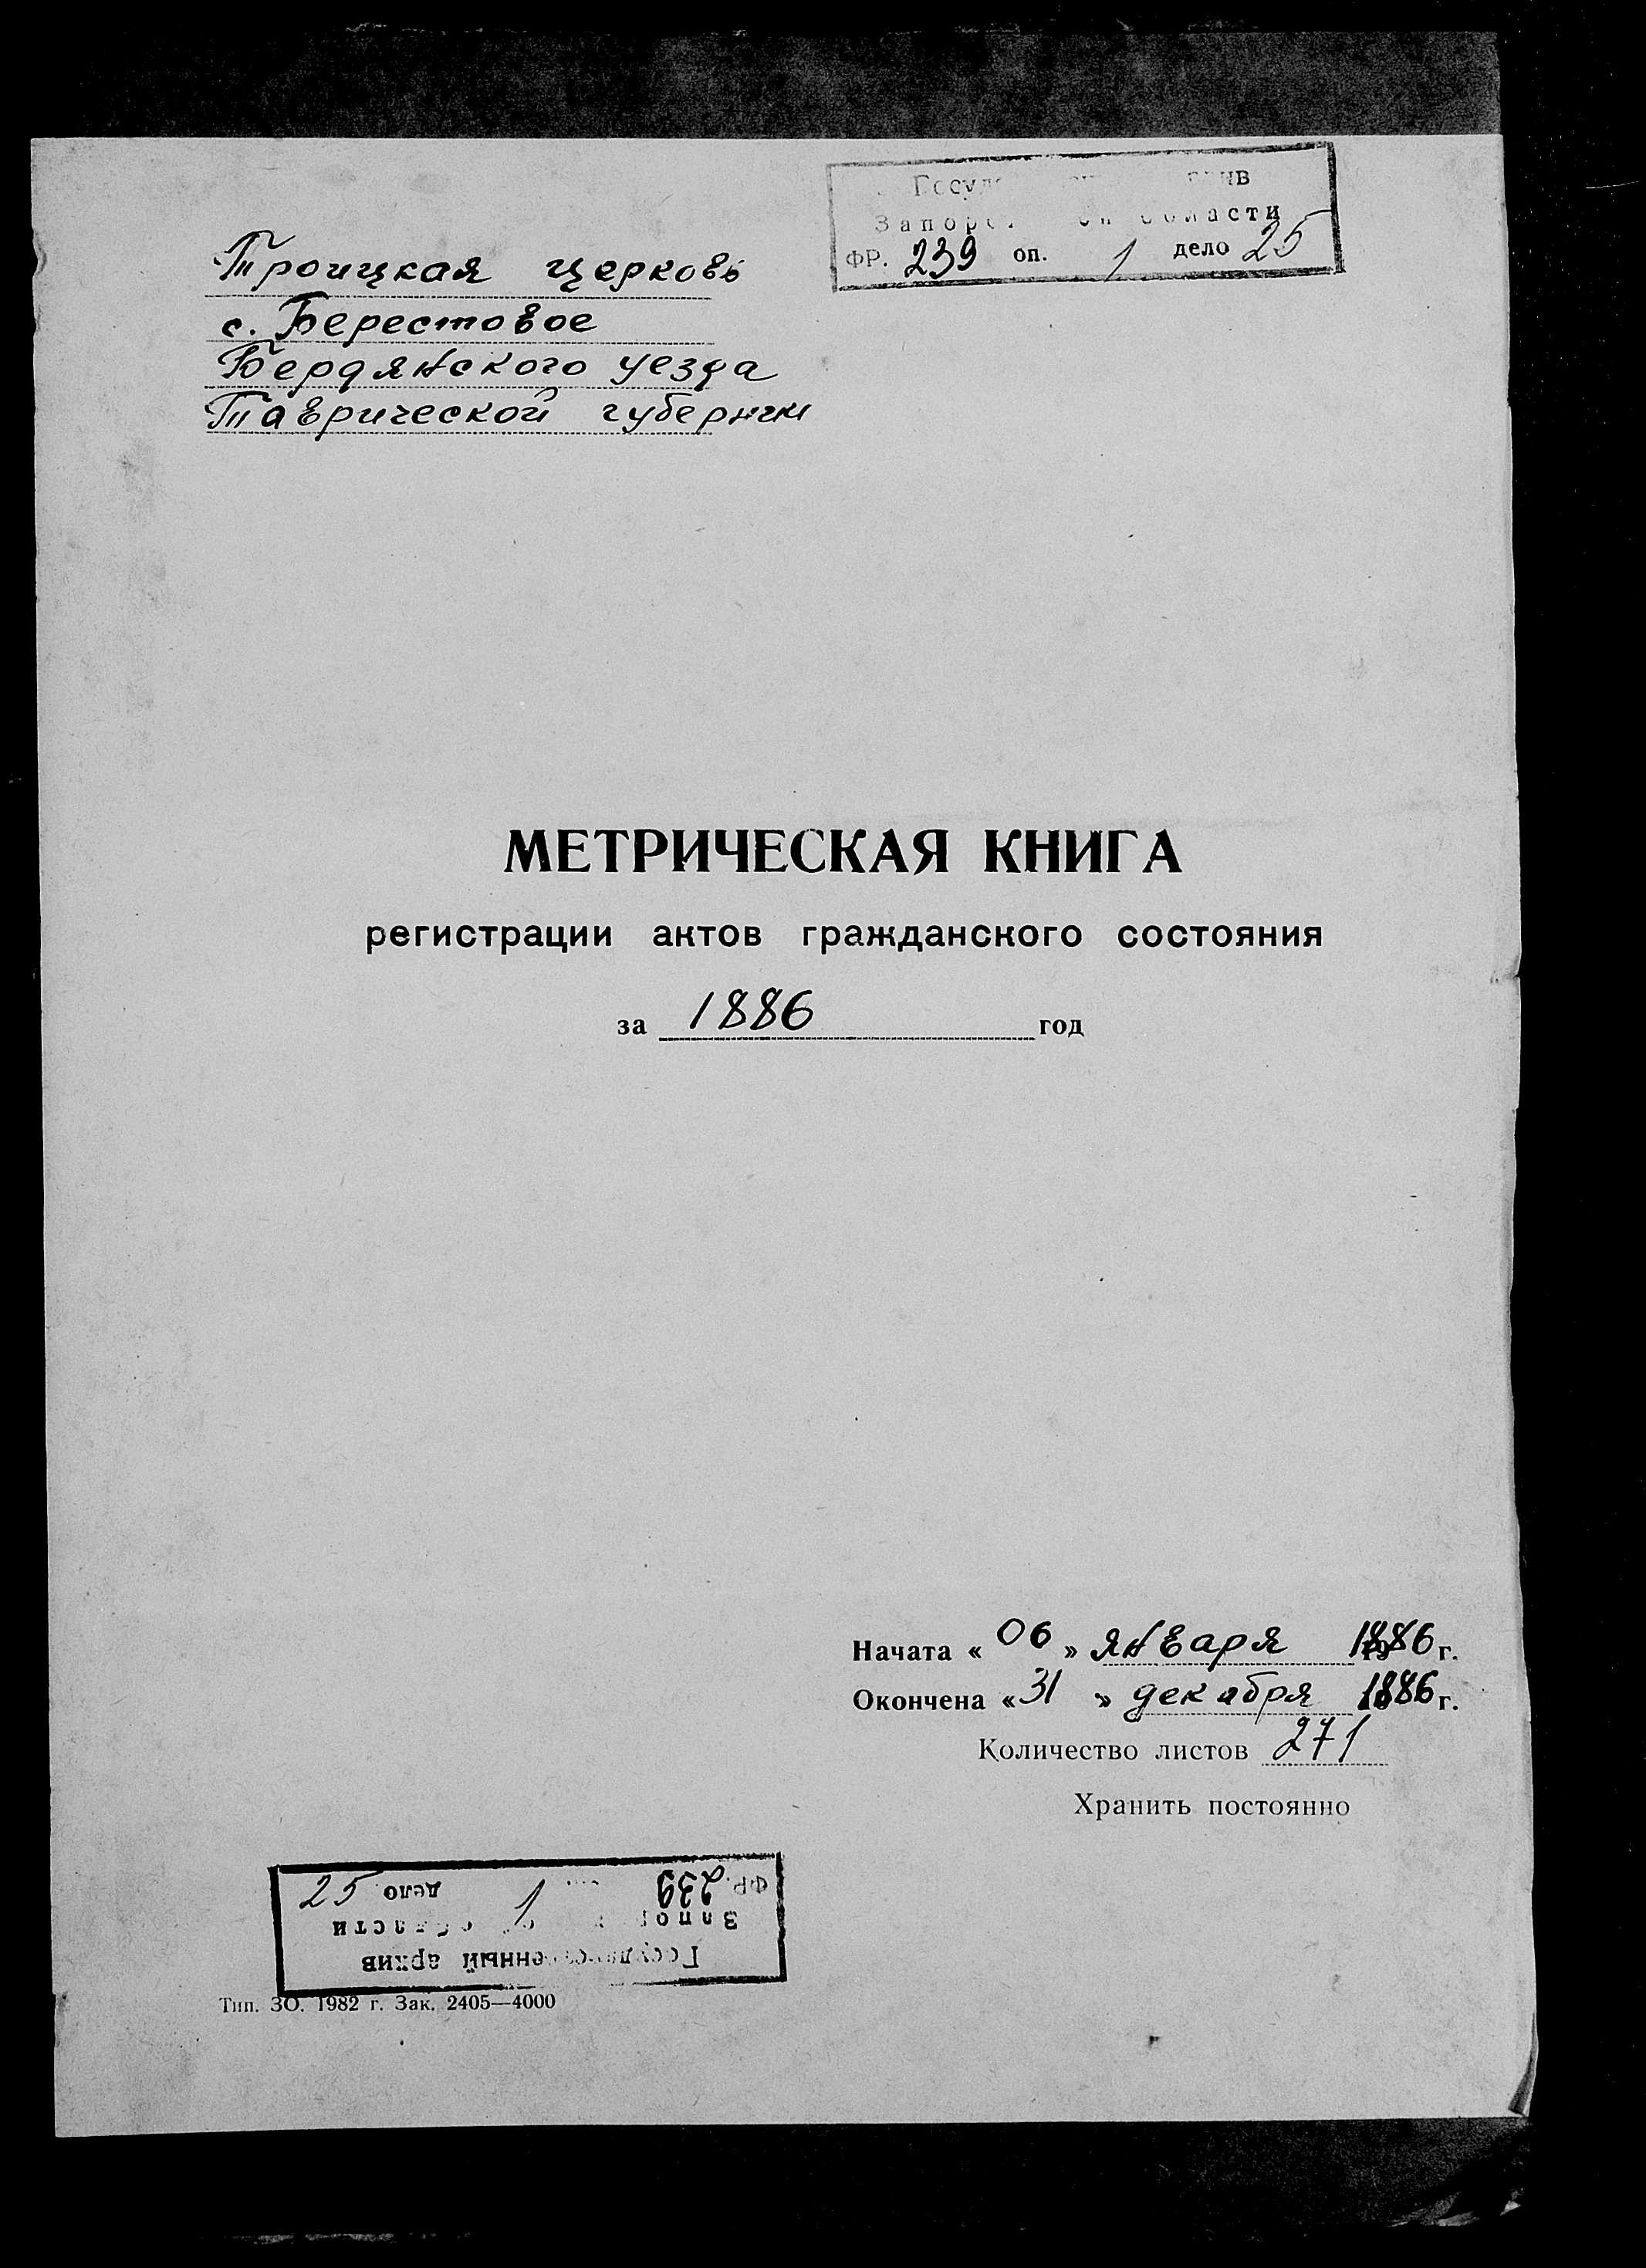 области
ФР. 239 оп. 1 дело 25
Троицкая церковь
с. Берестовое
Бердянского уезда
Таврической губернии
МЕТРИЧЕСКАЯ КНИГА
регистрации актов гражданского состояния
за 1886 год
Начата « 06 » января 1886 г.
Окончена « 31 » декабря 1886 г.
Количество листов 271
Хранить постоянно
Государственный архив
области
ФР. 239 1 дело 25
Тип. ЗО. 1982 г. Зак. 2405—4000